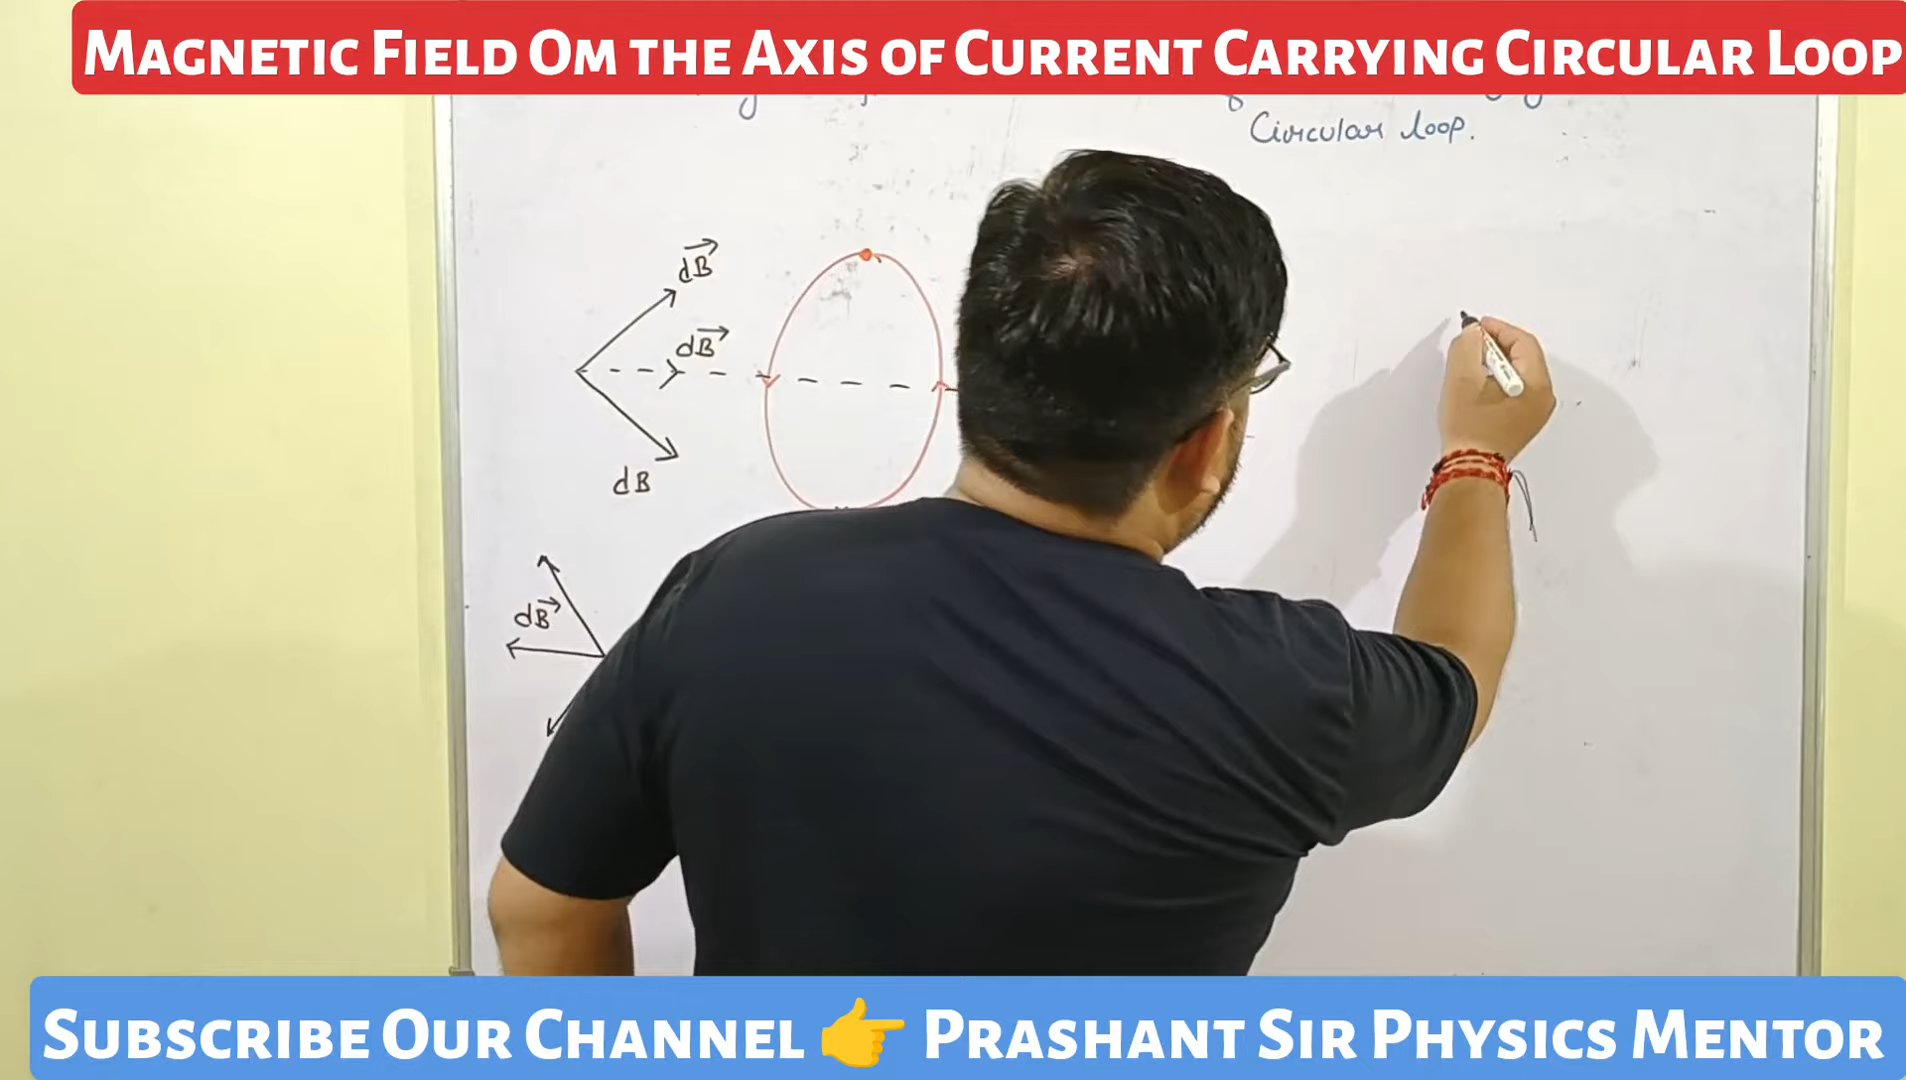 MAGNETIC FIELD OM THE AXIS OF CURRENT CARRYING CIRCULAR LOOP
Circular loop.
dB
dB
dB
dB
SUBSCRIBE OUR CHANNEL 👉 PRASHANT SIR PHYSICS MENTOR